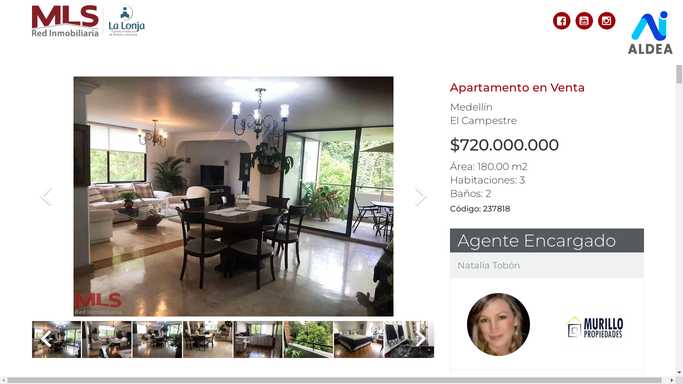 MLS
Red Inmobiliaria
La Lonja
ALDEA
Apartamento en Venta
Medellín
El Campestre
$720.000.000
Área: 180.00 m2
Habitaciones: 3
Baños: 2
Código: 237818
MLS
Red Inmobiliaria
Agente Encargado
Natalia Tobón
MURILLO
PROPIEDADES